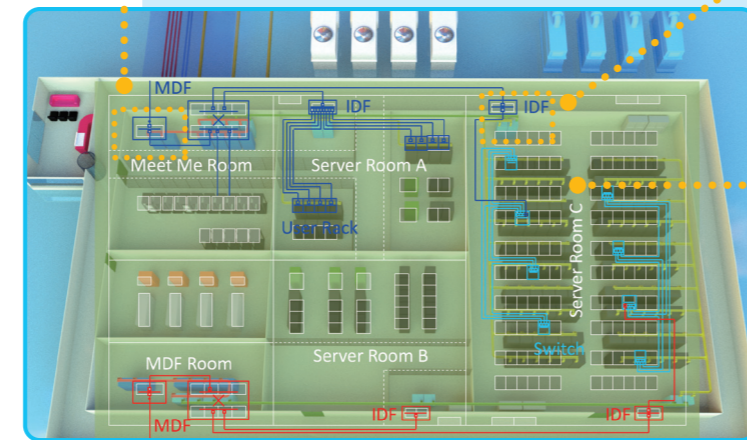 MDF
IDF
IDF
Meet Me Room
Server Room A
User Rack
Server Room C
Switch
Server Room B
MDF Room
MDF
IDF
IDF